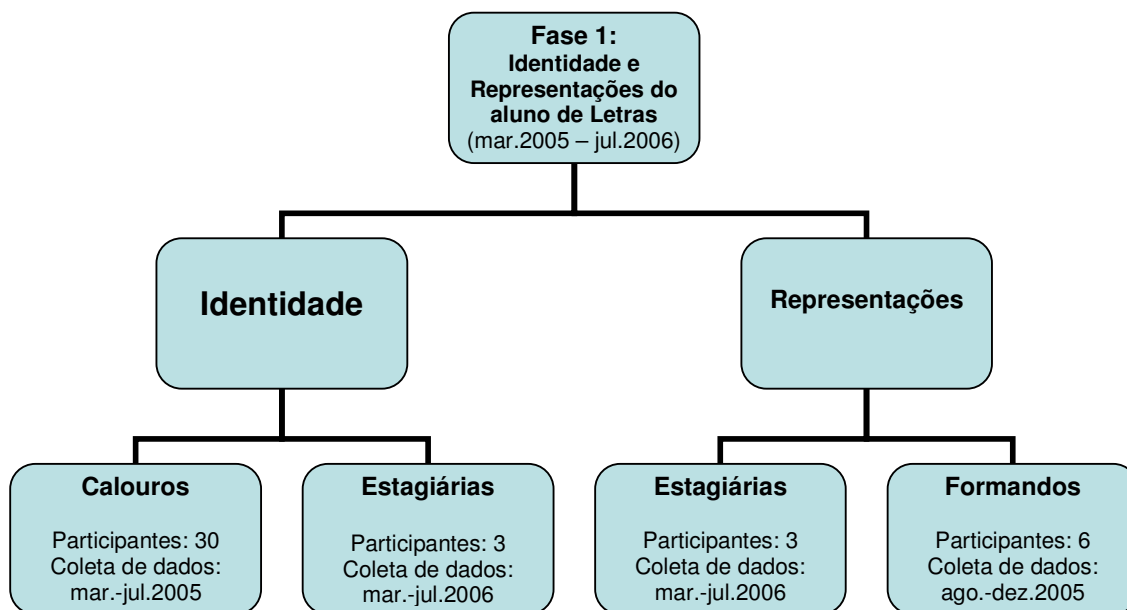 Fase 1:
Identidade e
Representações do
aluno de Letras
(mar.2005 – jul.2006)
Identidade
Representações
Calouros
Participantes: 30
Coleta de dados:
mar.-jul.2005
Estagiárias
Participantes: 3
Coleta de dados:
mar.-jul.2006
Estagiárias
Participantes: 3
Coleta de dados:
mar.-jul.2006
Formandos
Participantes: 6
Coleta de dados:
ago.-dez.2005